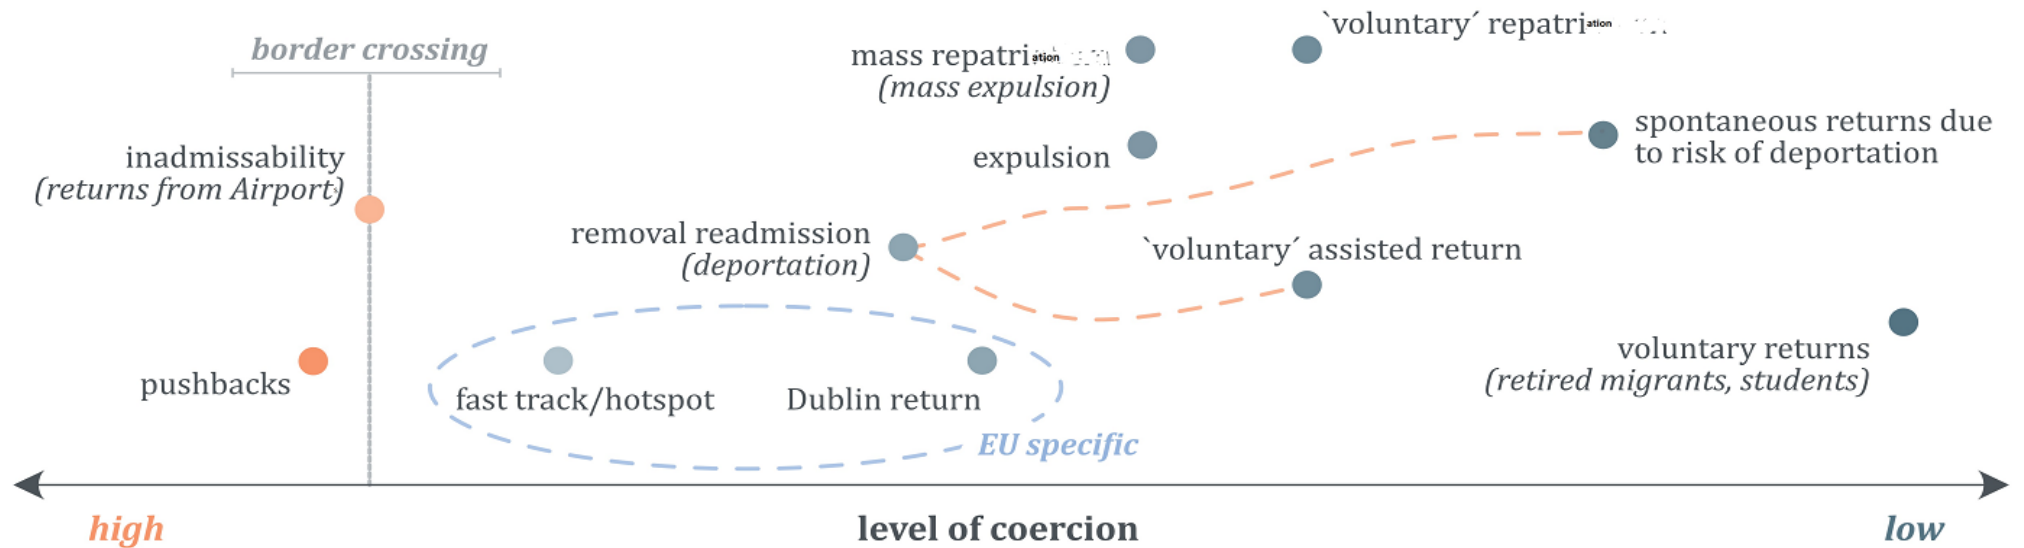 border crossing
mass repatriation
(mass expulsion)
`voluntary´ repatriation
inadmissability
(returns from Airport)
expulsion
spontaneous returns due
to risk of deportation
removal readmission
(deportation)
`voluntary´ assisted return
pushbacks
fast track/hotspot
Dublin return
voluntary returns
(retired migrants, students)
EU specific
high
level of coercion
low